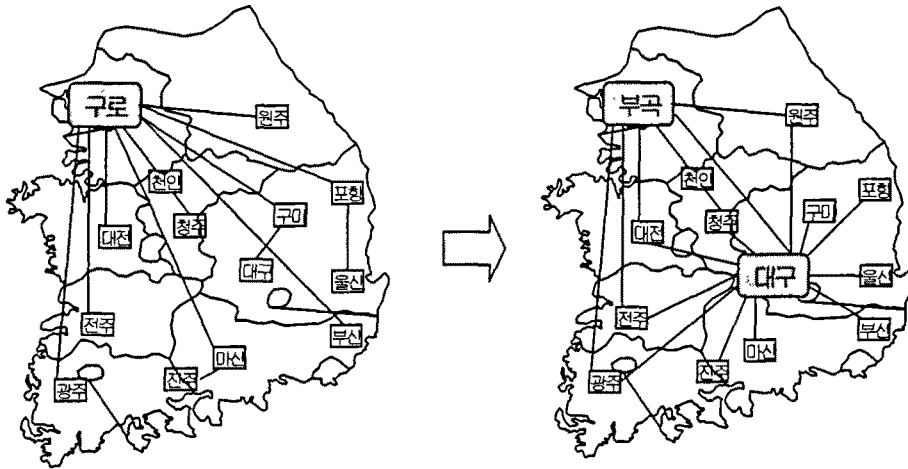 구로
원주
천안
포항
구미
청주
대전
대구
울산
전주
부산
마산
진주
광주
부곡
원주
천안
포항
구미
청주
대전
대구
울산
전주
부산
마산
진주
광주